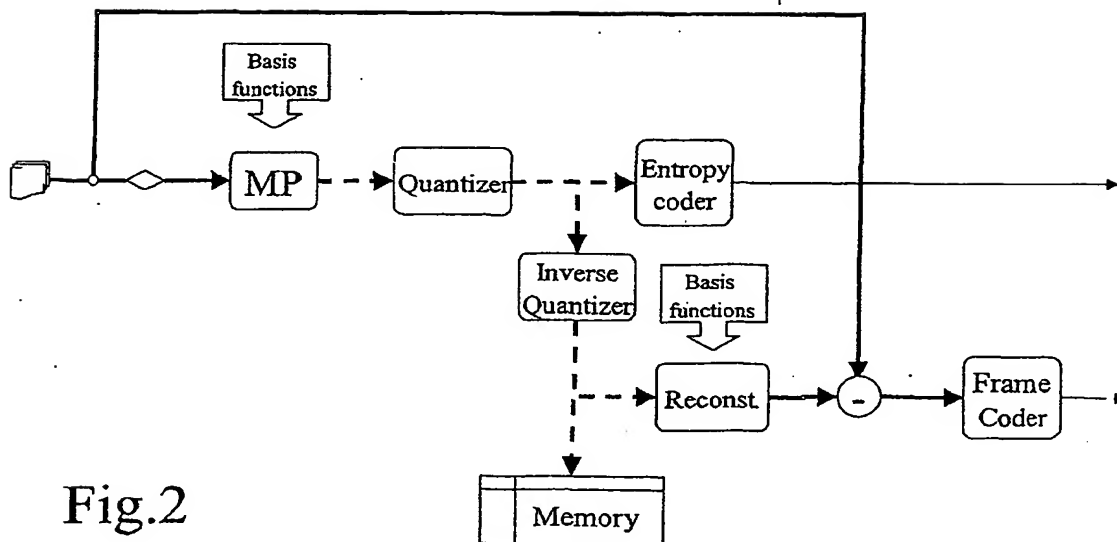 Basis
functions
MP
Quantizer
Entropy
coder
Inverse
Quantizer
Basis
functions
Reconst.
-
Frame
Coder
Memory
Fig.2